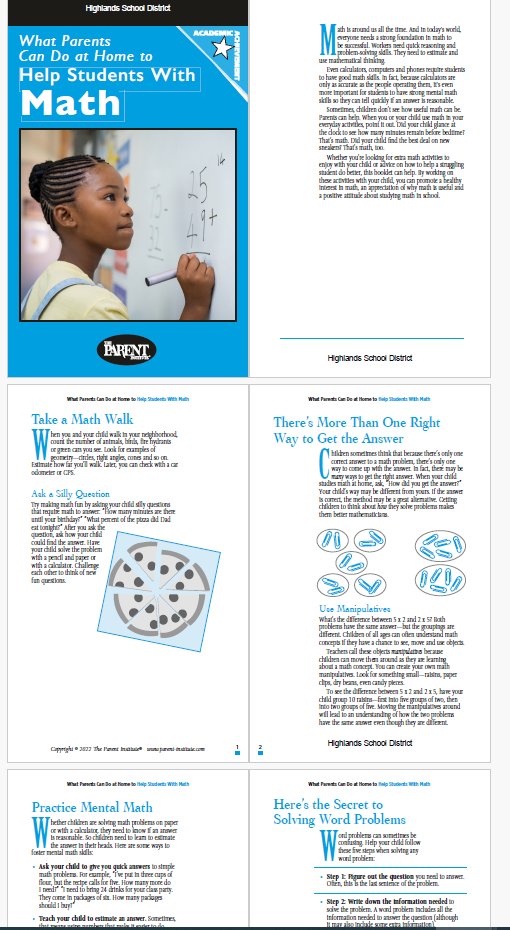 Highlands School District
ACADEMIC
What Parents
Can Do at Home to
Help Students With
Math
25
16
49+
THE
PARENT
Institute
Math is around us all the time. And in today's world,
everyone needs a strong foundation in math to
be successful. Workers need quick reasoning and
problem-solving skills. They need to estimate and
use mathematical thinking.
Even calculators, computers and phones require students
to have good math skills. In fact, because calculators are
only as accurate as the people operating them, it's even
more important for students to have strong mental math
skills so they can tell quickly if an answer is reasonable.
Sometimes, children don't see how useful math can be.
Parents can help. When you or your child use math in your
everyday activities, point it out. Did your child glance at
the clock to see how many minutes remain before bedtime?
That's math. Did your child find the best deal on new
sneakers? That's math, too.
Whether you're looking for extra math activities to
enjoy with your child or advice on how to help a struggling
student do better, this booklet can help. By working on
these activities with your child, you can promote a healthy
interest in math, an appreciation of why math is useful and
a positive attitude about studying math in school.
Highlands School District
What Parents Can Do at Home to Help Students With Math
Take a Math Walk
When you and your child walk in your neighborhood,
count the number of animals, birds, fire hydrants
or green cars you see. Look for examples of
geometry—circles, right angles, cones and so on.
Estimate how far you'll walk. Later, you can check with a car
odometer or GPS.
Ask a Silly Question
Try making math fun by asking your child silly questions
that require math to answer: "How many minutes are there
until your birthday?" "What percent of the pizza did Dad
eat tonight?" After you ask the
question, ask how your child
could find the answer. Have
your child solve the problem
with a pencil and paper or
with a calculator. Challenge
each other to think of new
fun questions.
Copyright © 2022 The Parent Institute® www.parent-institute.com
1
What Parents Can Do at Home to Help Students With Math
There's More Than One Right
Way to Get the Answer
Children sometimes think that because there's only one
correct answer to a math problem, there's only one
way to come up with the answer. In fact, there may be
many ways to get the right answer. When your child
studies math at home, ask, "How did you get the answer?"
Your child's way may be different from yours. If the answer
is correct, the method may be a great alternative. Getting
children to think about how they solve problems makes
them better mathematicians.
Use Manipulatives
What's the difference between 5 x 2 and 2 x 5? Both
problems have the same answer—but the groupings are
different. Children of all ages can often understand math
concepts if they have a chance to see, move and use objects.
Teachers call these objects manipulatives because
children can move them around as they are learning
about a math concept. You can create your own math
manipulatives. Look for something small—raisins, paper
clips, dry beans, even candy pieces.
To see the difference between 5 x 2 and 2 x 5, have your
child group 10 raisins—first into five groups of two, then
into two groups of five. Moving the manipulatives around
will lead to an understanding of how the two problems
have the same answer even though they are different.
Highlands School District
2
What Parents Can Do at Home to Help Students With Math
Practice Mental Math
Whether children are solving math problems on paper
or with a calculator, they need to know if an answer
is reasonable. So children need to learn to estimate
the answer in their heads. Here are some ways to
foster mental math skills:
• Ask your child to give you quick answers to simple
math problems. For example, "I've put in three cups of
flour, but the recipe calls for five. How many more do
I need?" "I need to bring 24 drinks for your class party.
They come in packages of six. How many packages
should I buy?"
• Teach your child to estimate an answer. Sometimes,
What Parents Can Do at Home to Help Students With Math
Here's the Secret to
Solving Word Problems
Word problems can sometimes be
confusing. Help your child follow
these five steps when solving any
word problem:
• Step 1: Figure out the question you need to answer.
Often, this is the last sentence of the problem.
• Step 2: Write down the information needed to
solve the problem. A word problem includes all the
information needed to answer the question (although
it may also include some extra information).